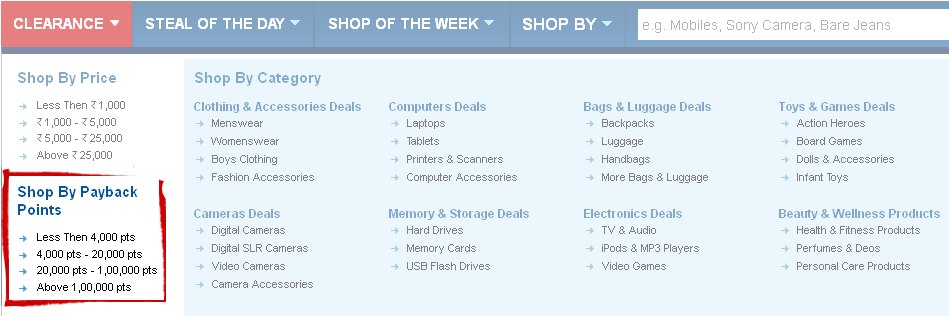 CLEARANCE
STEAL OF THE DAY
SHOP OF THE WEEK
SHOP BY
e.g. Mobiles, Sony Camera, Bare Jeans
Shop By Price
Less Then ₹ 1,000
₹ 1,000 - ₹ 5,000
₹ 5,000 - ₹ 25,000
Above ₹ 25,000
Shop By Payback
Points
Less Then 4,000 pts
4,000 pts - 20,000 pts
20,000 pts - 1,00,000 pts
Above 1,00,000 pts
Shop By Category
Clothing & Accessories Deals
Menswear
Womenswear
Boys Clothing
Fashion Accessories
Computers Deals
Laptops
Tablets
Printers & Scanners
Computer Accessories
Bags & Luggage Deals
Backpacks
Luggage
Handbags
More Bags & Luggage
Toys & Games Deals
Action Heroes
Board Games
Dolls & Accessories
Infant Toys
Cameras Deals
Digital Cameras
Digital SLR Cameras
Video Cameras
Camera Accessories
Memory & Storage Deals
Hard Drives
Memory Cards
USB Flash Drives
Electronics Deals
TV & Audio
iPods & MP3 Players
Video Games
Beauty & Wellness Products
Health & Fitness Products
Perfumes & Deos
Personal Care Products